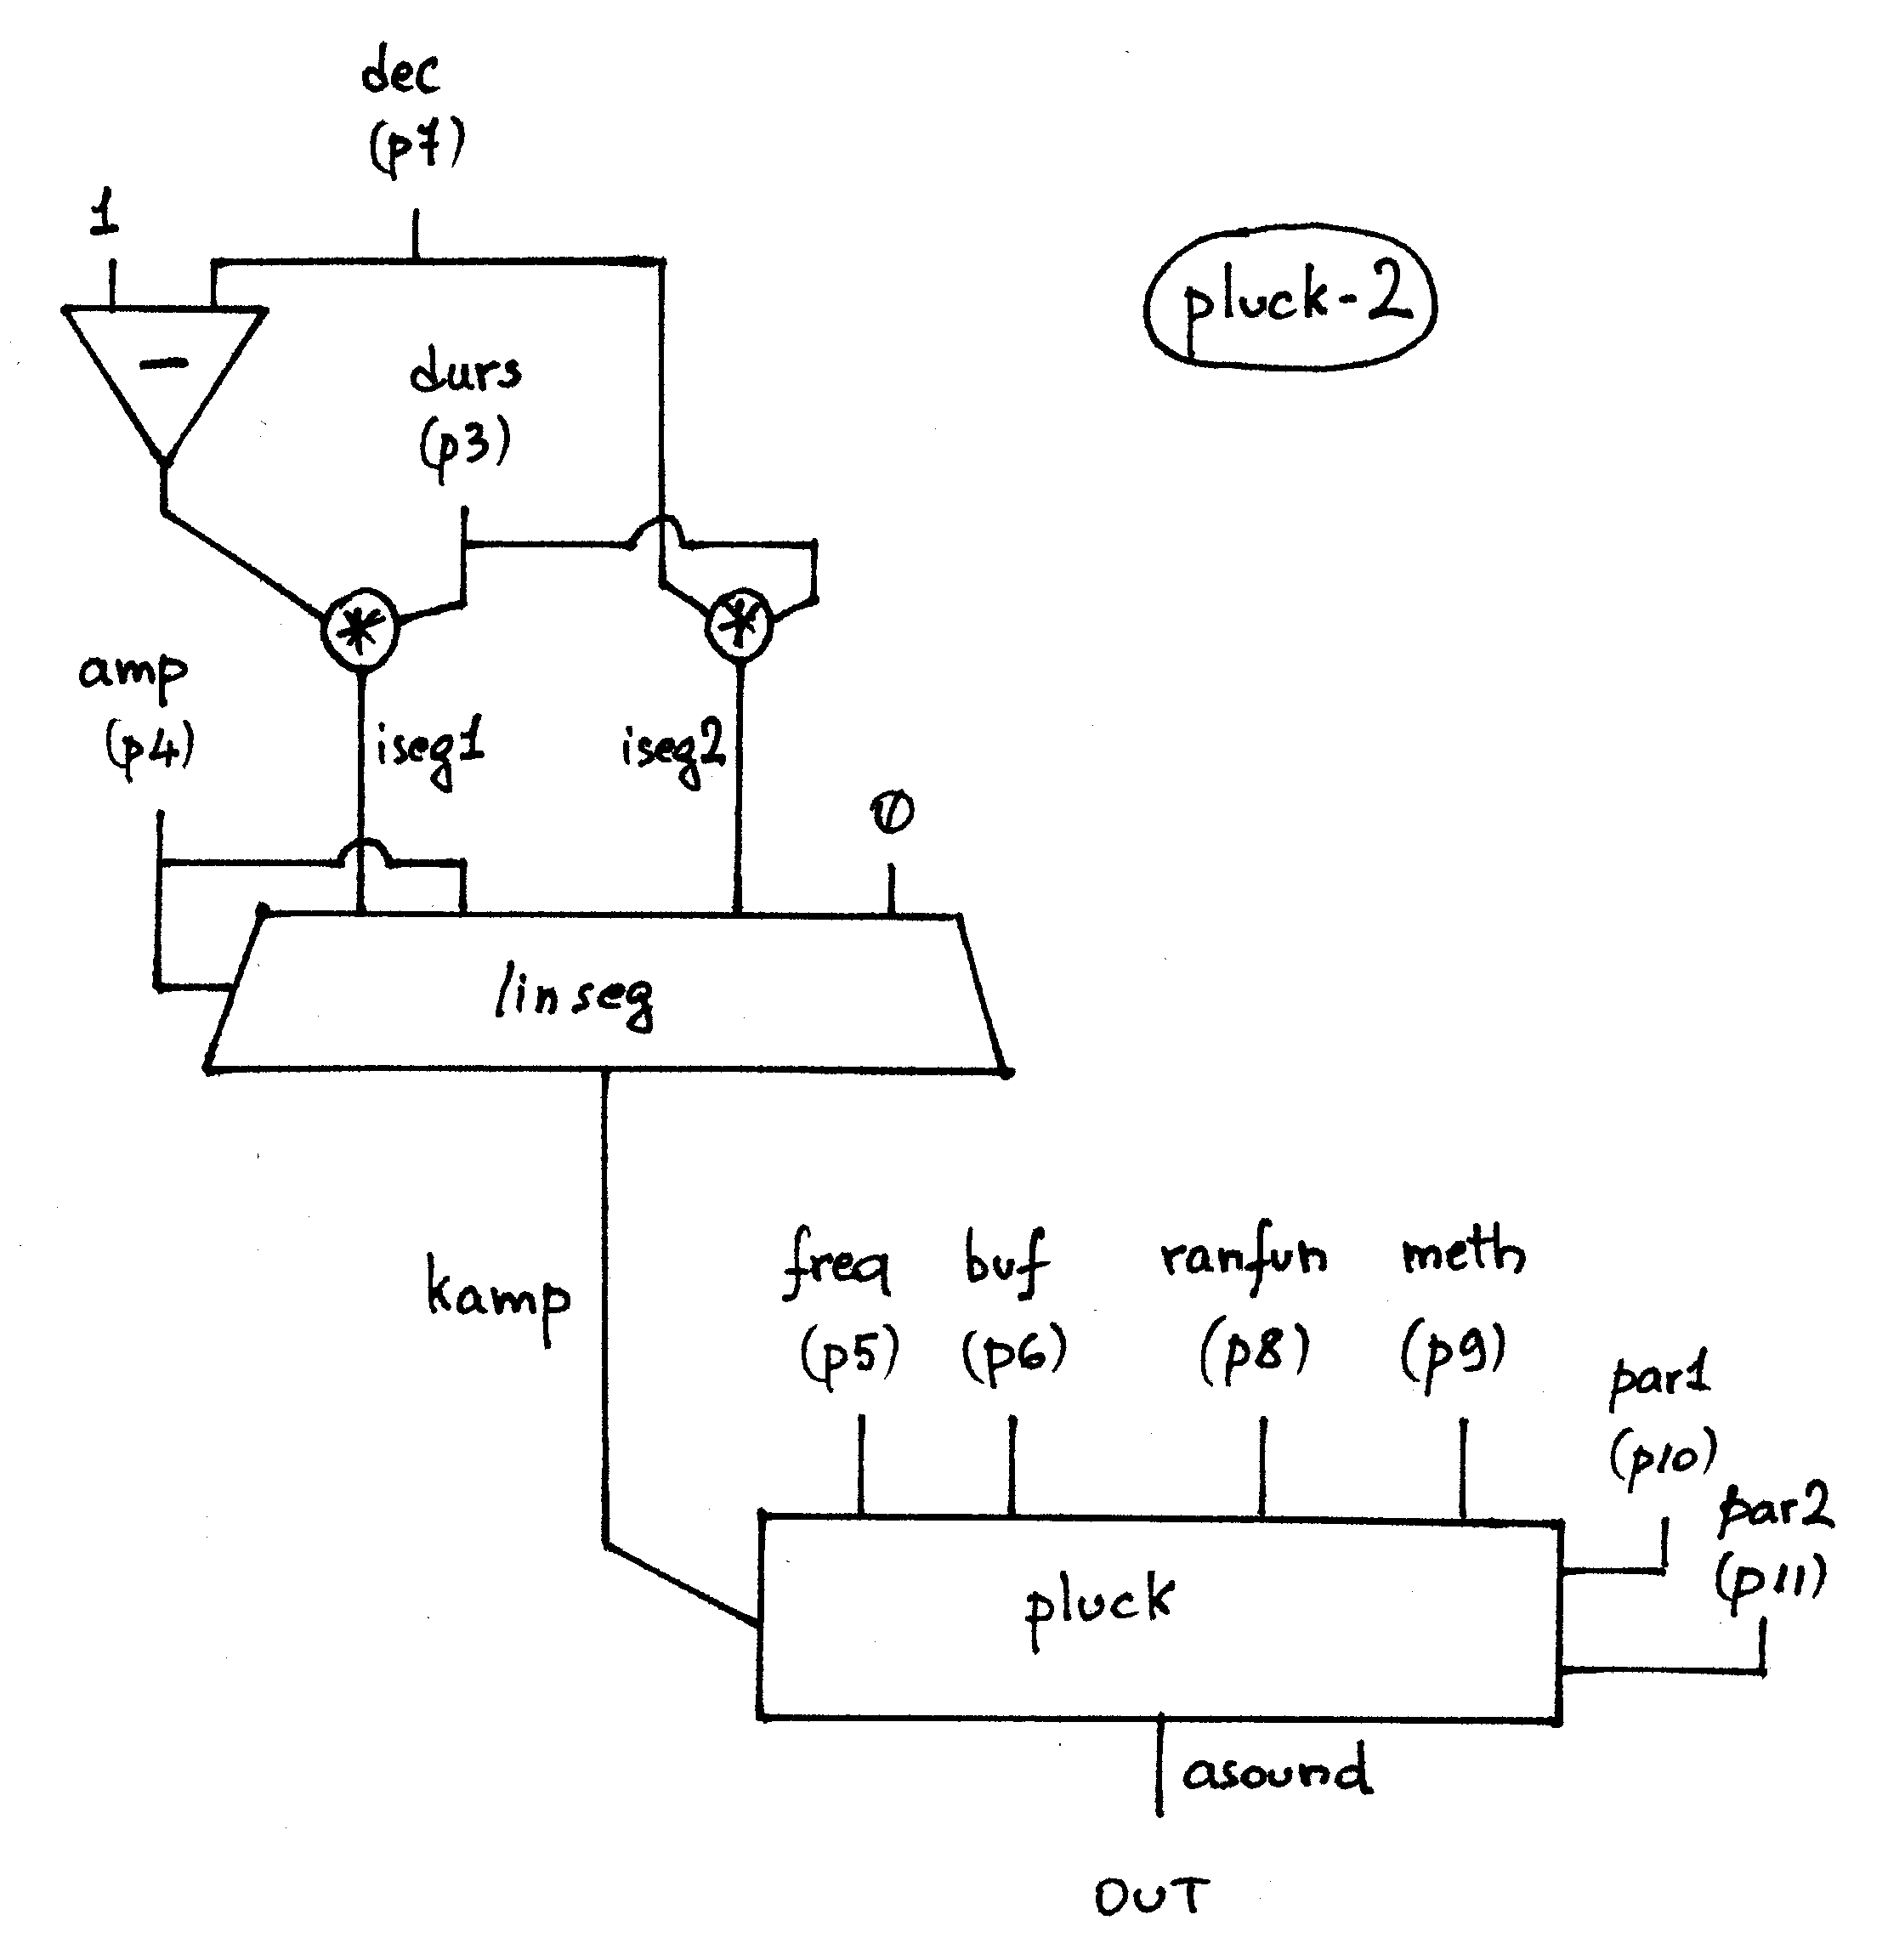 dec
(p7)
1
pluck-2
-
durs
(p3)
*
*
amp
(p4)
iseg1
iseg2
0
linseg
kamp
freq
(p5)
buf
(p6)
ranfun
(p8)
meth
(p9)
par1
(p10)
par2
(p11)
pluck
asound
OUT